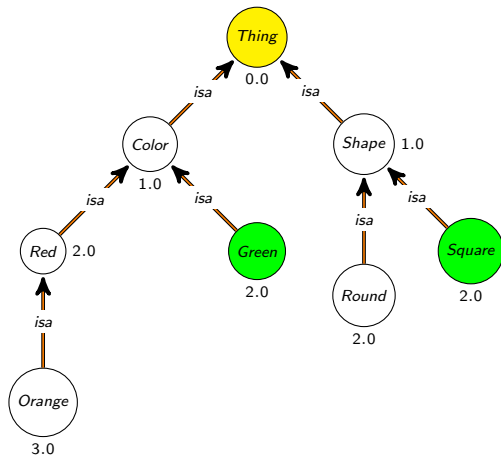 Thing
0.0
isa
isa
Color
1.0
Shape
1.0
isa
isa
isa
isa
Red
2.0
Green
2.0
Round
2.0
Square
2.0
isa
Orange
3.0